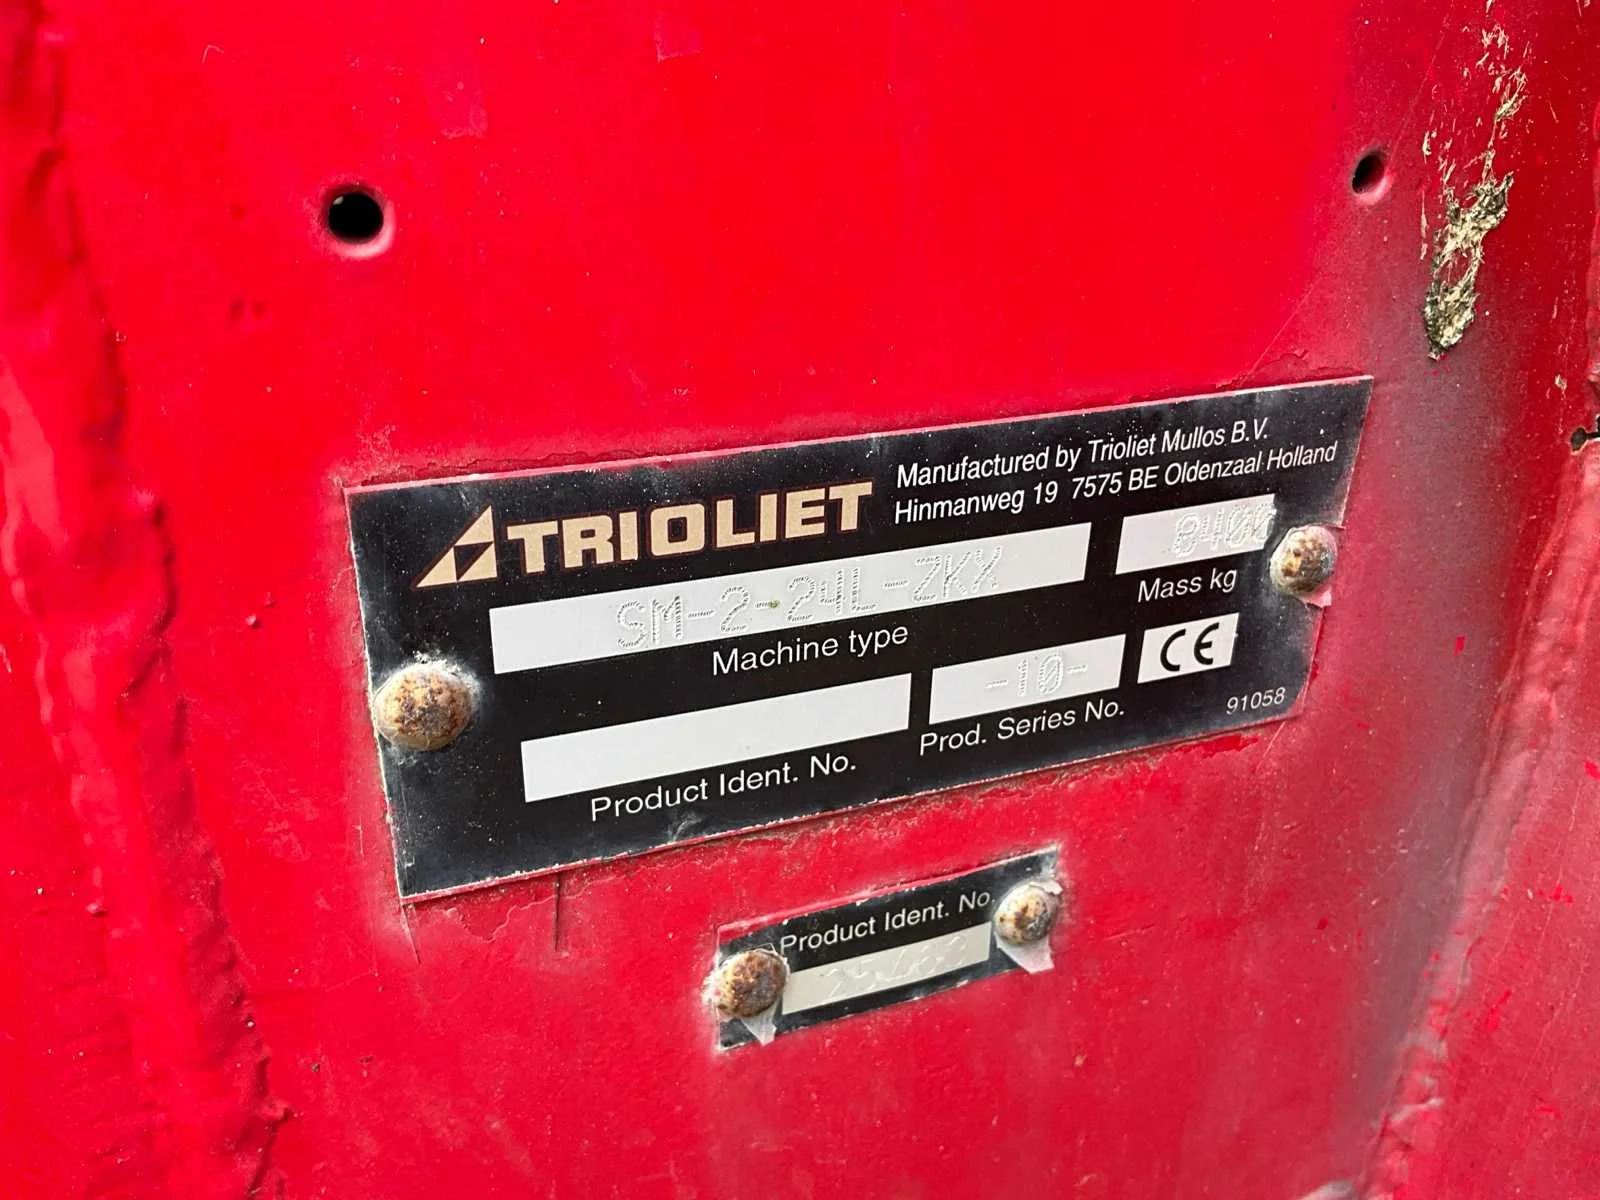 TRIOLIET
Manufactured by Trioliet Mullos B.V.
Hinmanweg 19 7575 BE Oldenzaal Holland
SM-2-24L-ZKX
8400
Machine type
Mass kg
-10-
CE
Product Ident. No.
Prod. Series No.
91058
Product Ident. No.